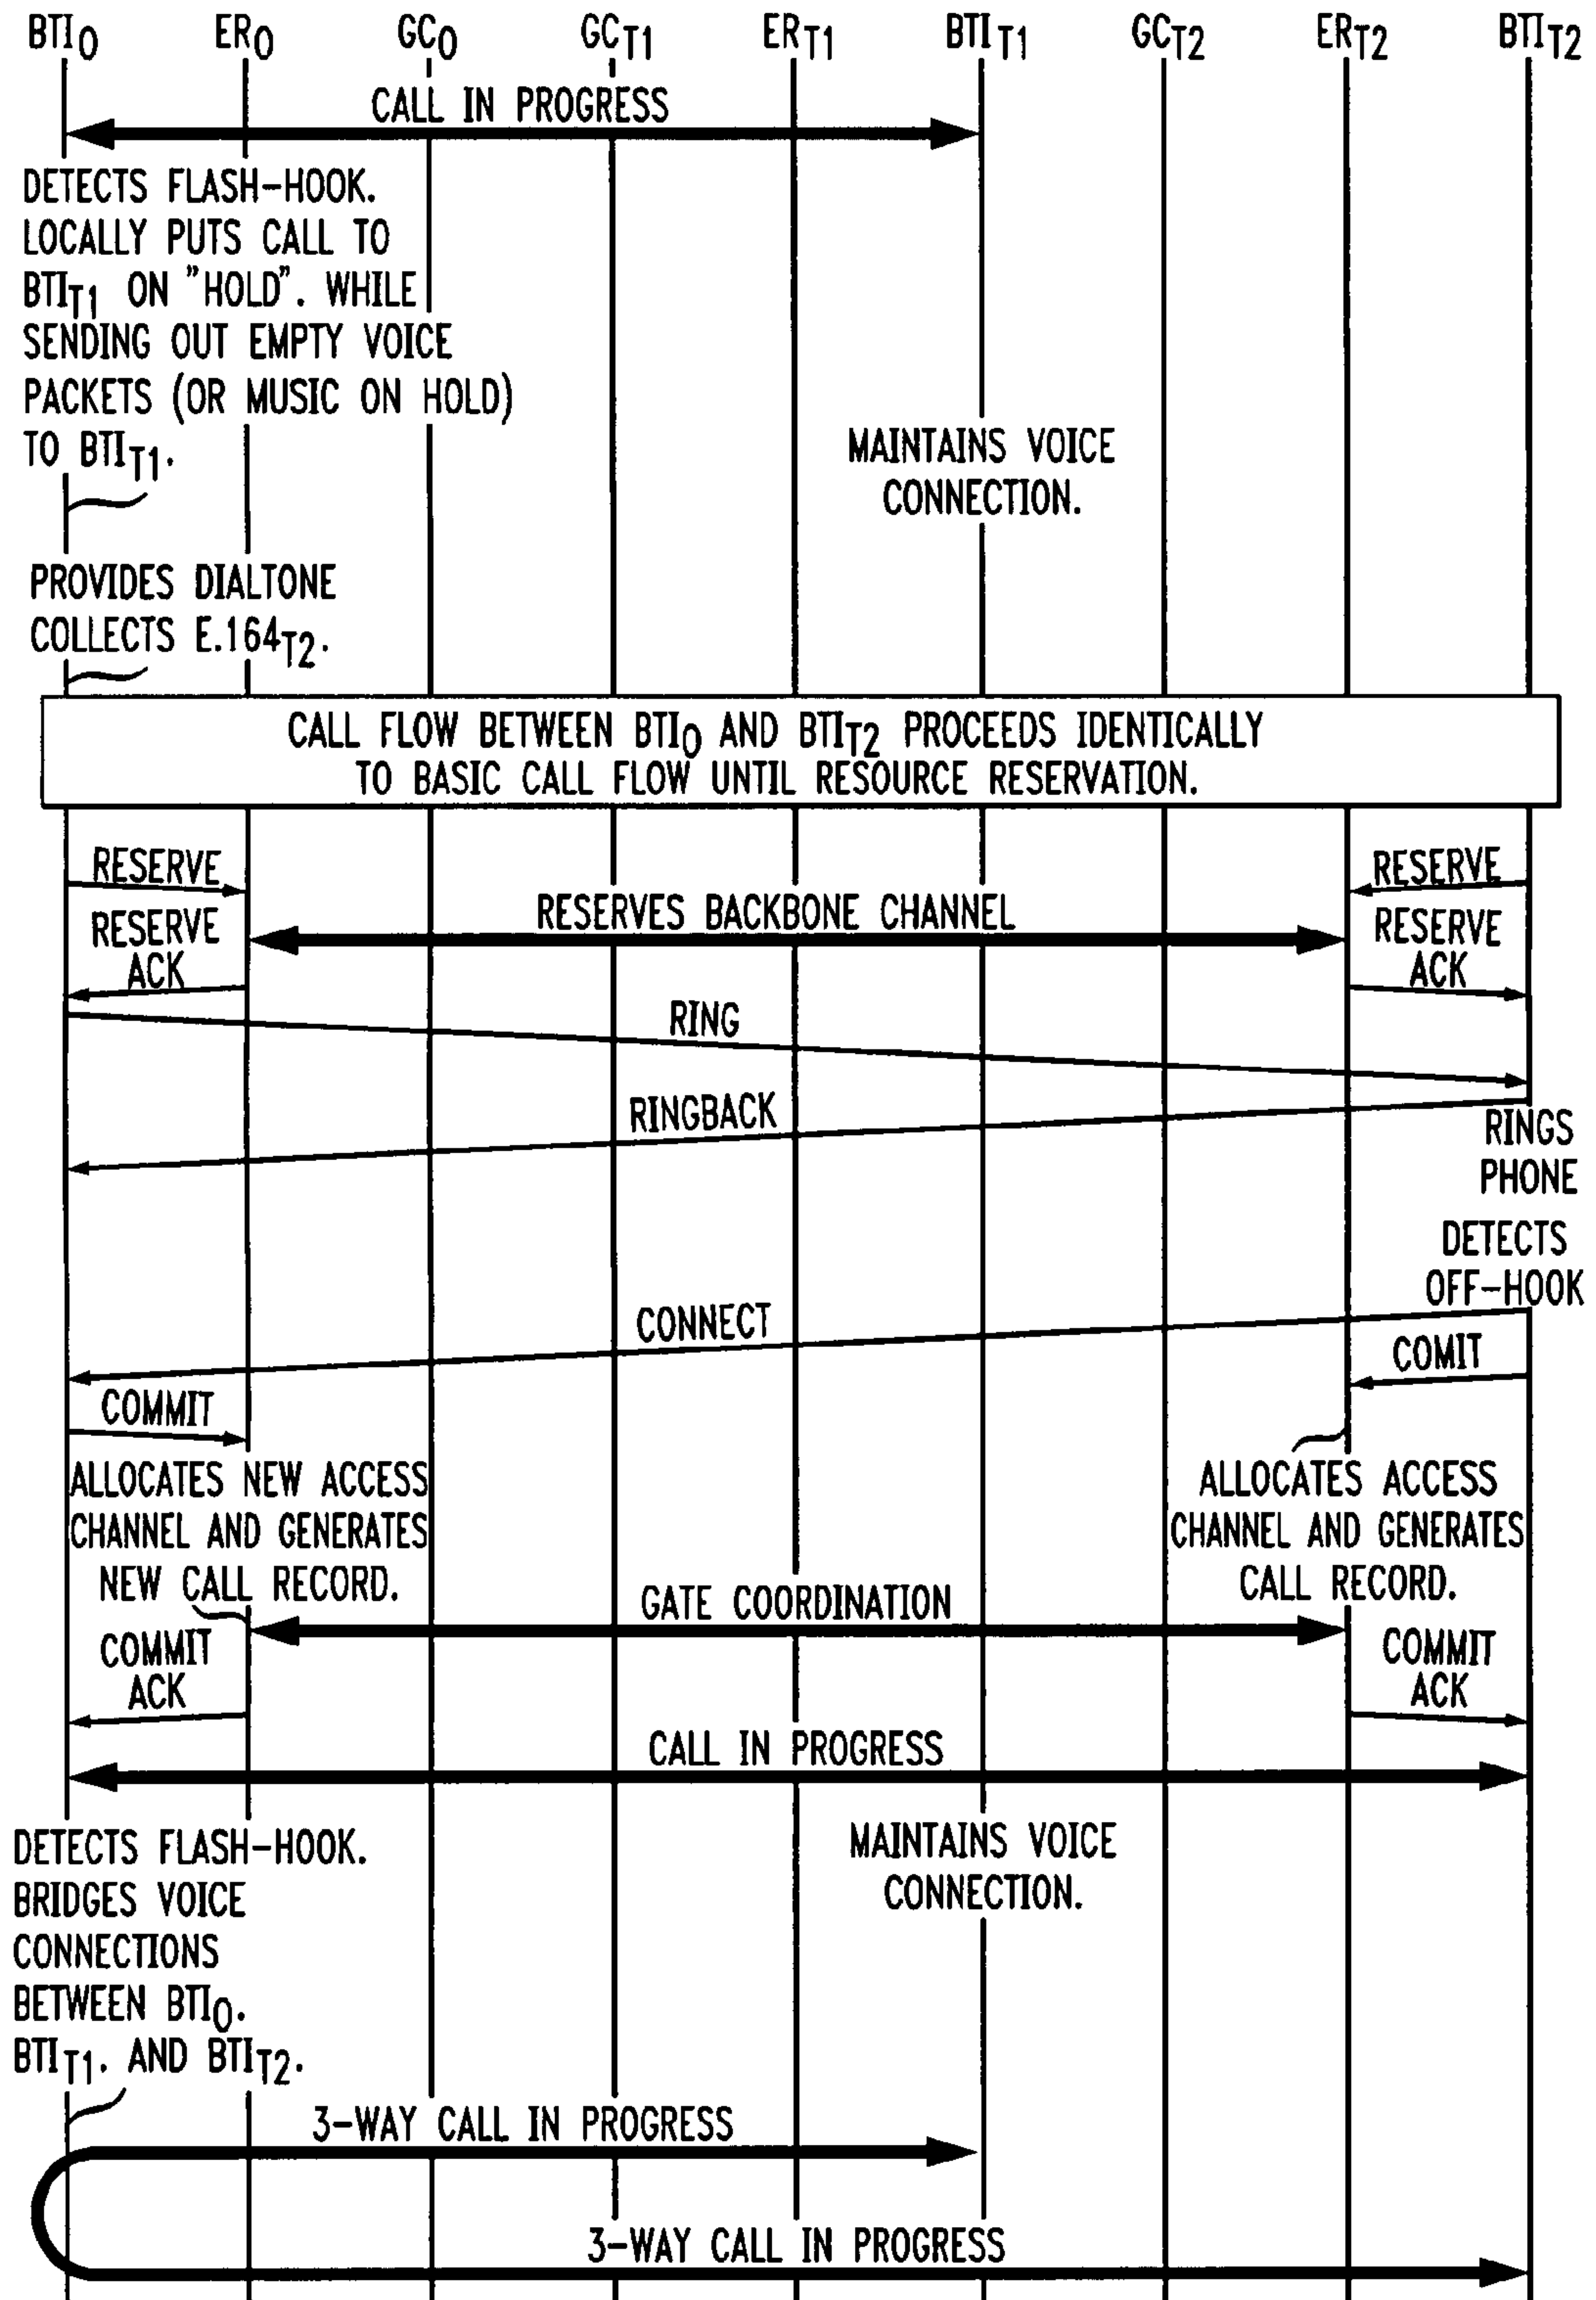 BTIO ERO GCO GCT1 ERT1 BTIT1 GCT2 ERT2 BTIT2
CALL IN PROGRESS
DETECTS FLASH-HOOK.
LOCALLY PUTS CALL TO
BTIT1 ON "HOLD". WHILE
SENDING OUT EMPTY VOICE
PACKETS (OR MUSIC ON HOLD)
TO BTIT1.
MAINTAINS VOICE
CONNECTION.
PROVIDES DIALTONE
COLLECTS E.164T2.
CALL FLOW BETWEEN BTIO AND BTIT2 PROCEEDS IDENTICALLY
TO BASIC CALL FLOW UNTIL RESOURCE RESERVATION.
RESERVE
RESERVE
RESERVES BACKBONE CHANNEL
RESERVE
ACK
RESERVE
ACK
RING
RINGBACK
RINGS
PHONE
DETECTS
OFF-HOOK
CONNECT
COMIT
COMMIT
ALLOCATES NEW ACCESS
CHANNEL AND GENERATES
NEW CALL RECORD.
ALLOCATES ACCESS
CHANNEL AND GENERATES
CALL RECORD.
GATE COORDINATION
COMMIT
ACK
COMMIT
ACK
CALL IN PROGRESS
DETECTS FLASH-HOOK.
BRIDGES VOICE
CONNECTIONS
BETWEEN BTIO.
BTIT1. AND BTIT2.
MAINTAINS VOICE
CONNECTION.
3-WAY CALL IN PROGRESS
3-WAY CALL IN PROGRESS